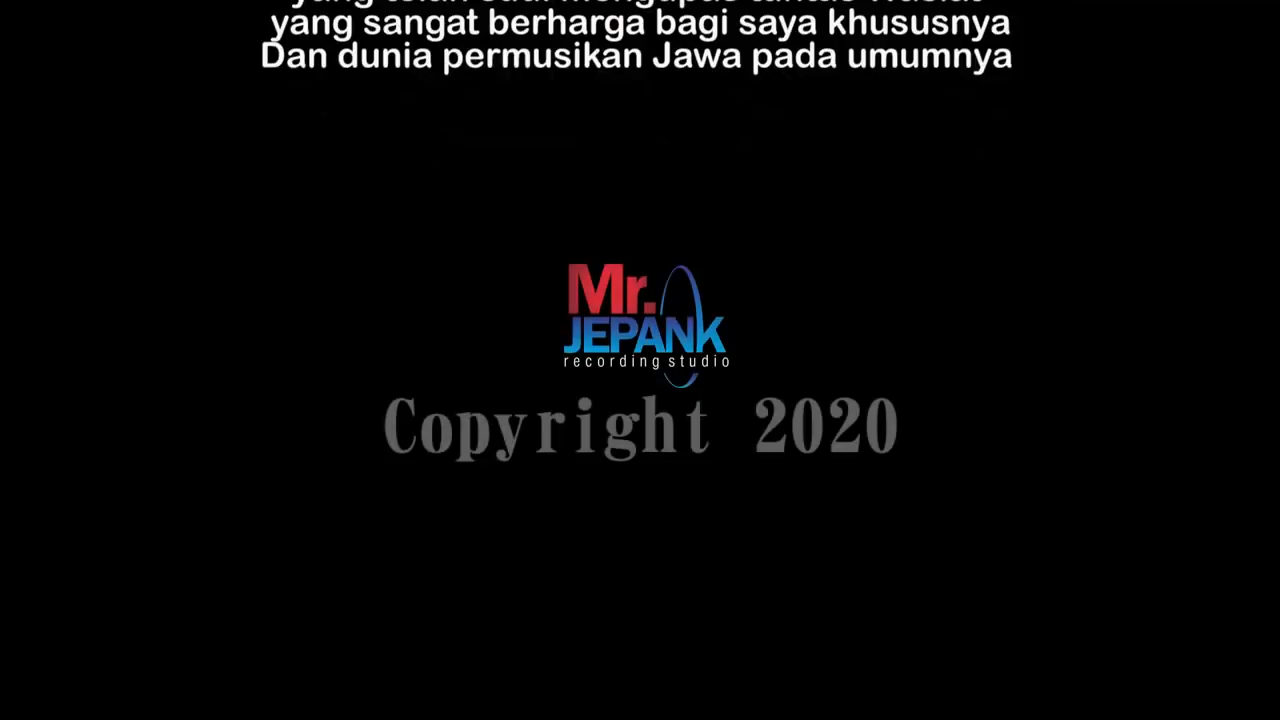 yang sangat berharga bagi saya khususnya
Dan dunia permusikan Jawa pada umumnya
Mr.
JEPANK
recording studio
Copyright 2020